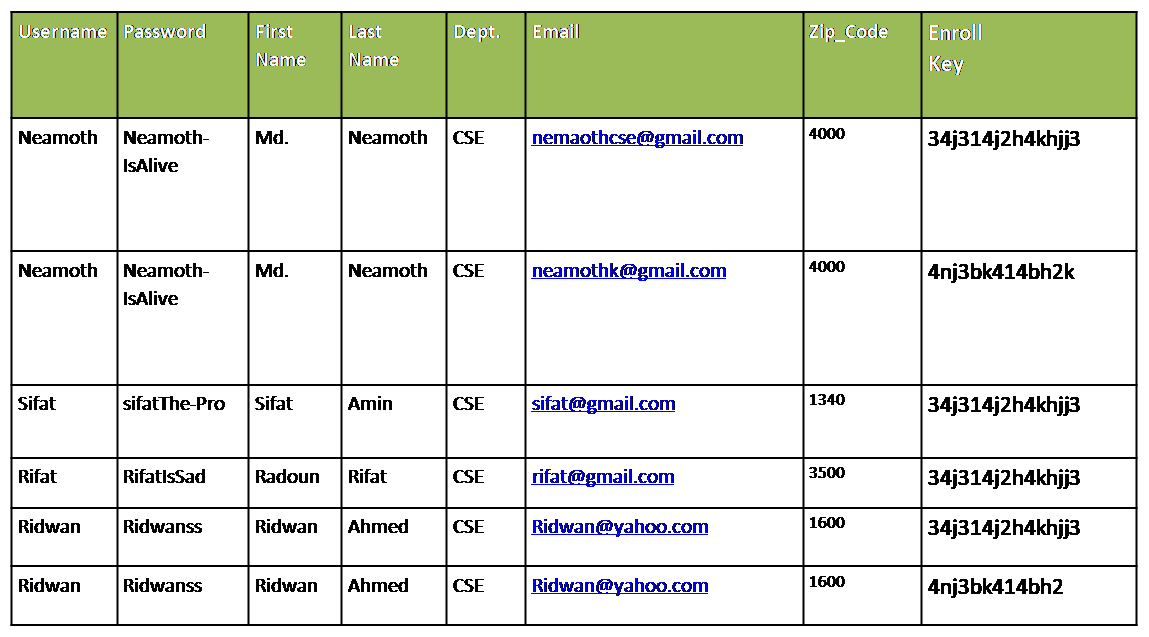 Username Password First Name Last Name Dept. Email Zip_Code Enroll Key
Neamoth Neamoth-IsAlive Md. Neamoth CSE nemaothcse@gmail.com 4000 34j314j2h4khjj3
Neamoth Neamoth-IsAlive Md. Neamoth CSE neamothk@gmail.com 4000 4nj3bk414bh2k
Sifat sifatThe-Pro Sifat Amin CSE sifat@gmail.com 1340 34j314j2h4khjj3
Rifat RifatIsSad Radoun Rifat CSE rifat@gmail.com 3500 34j314j2h4khjj3
Ridwan Ridwanss Ridwan Ahmed CSE Ridwan@yahoo.com 1600 34j314j2h4khjj3
Ridwan Ridwanss Ridwan Ahmed CSE Ridwan@yahoo.com 1600 4nj3bk414bh2